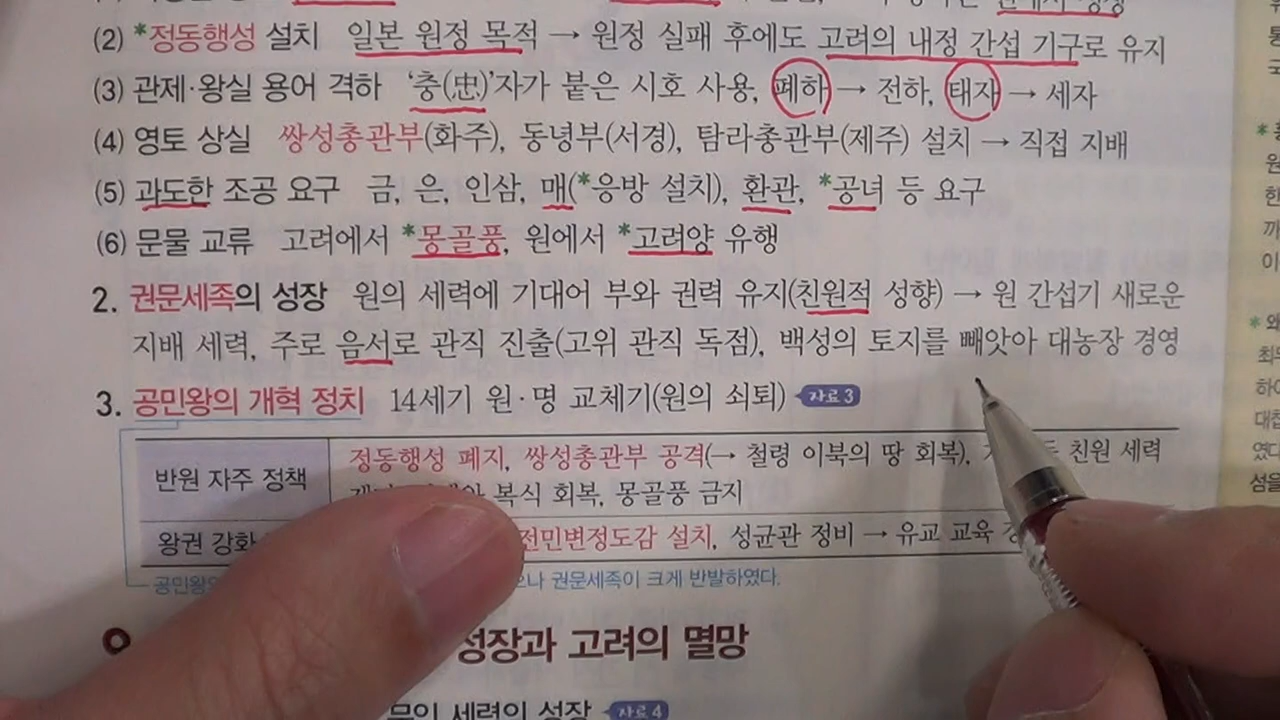 (2) *정동행성 설치 일본 원정 목적 → 원정 실패 후에도 고려의 내정 간섭 기구로 유지
(3) 관제·왕실 용어 격하 '충(忠)'자가 붙은 시호 사용, 폐하 → 전하, 태자 → 세자
(4) 영토 상실 쌍성총관부(화주), 동녕부(서경), 탐라총관부(제주) 설치 → 직접 지배
(5) 과도한 조공 요구 금, 은, 인삼, 매(*응방 설치), 환관, *공녀 등 요구
(6) 문물 교류 고려에서 *몽골풍, 원에서 *고려양 유행
2. 권문세족의 성장 원의 세력에 기대어 부와 권력 유지(친원적 성향) → 원 간섭기 새로운
지배 세력, 주로 음서로 관직 진출(고위 관직 독점), 백성의 토지를 빼앗아 대농장 경영
3. 공민왕의 개혁 정치 14세기 원·명 교체기(원의 쇠퇴) 자료3
반원 자주 정책
정동행성 폐지, 쌍성총관부 공격(→ 철령 이북의 땅 회복), 친원 세력
복식 회복, 몽골풍 금지
왕권 강화
전민변정도감 설치, 성균관 정비 → 유교 교육
공민왕의 권문세족이 크게 반발하였다.
성장과 고려의 멸망
세력의 성장 자료4